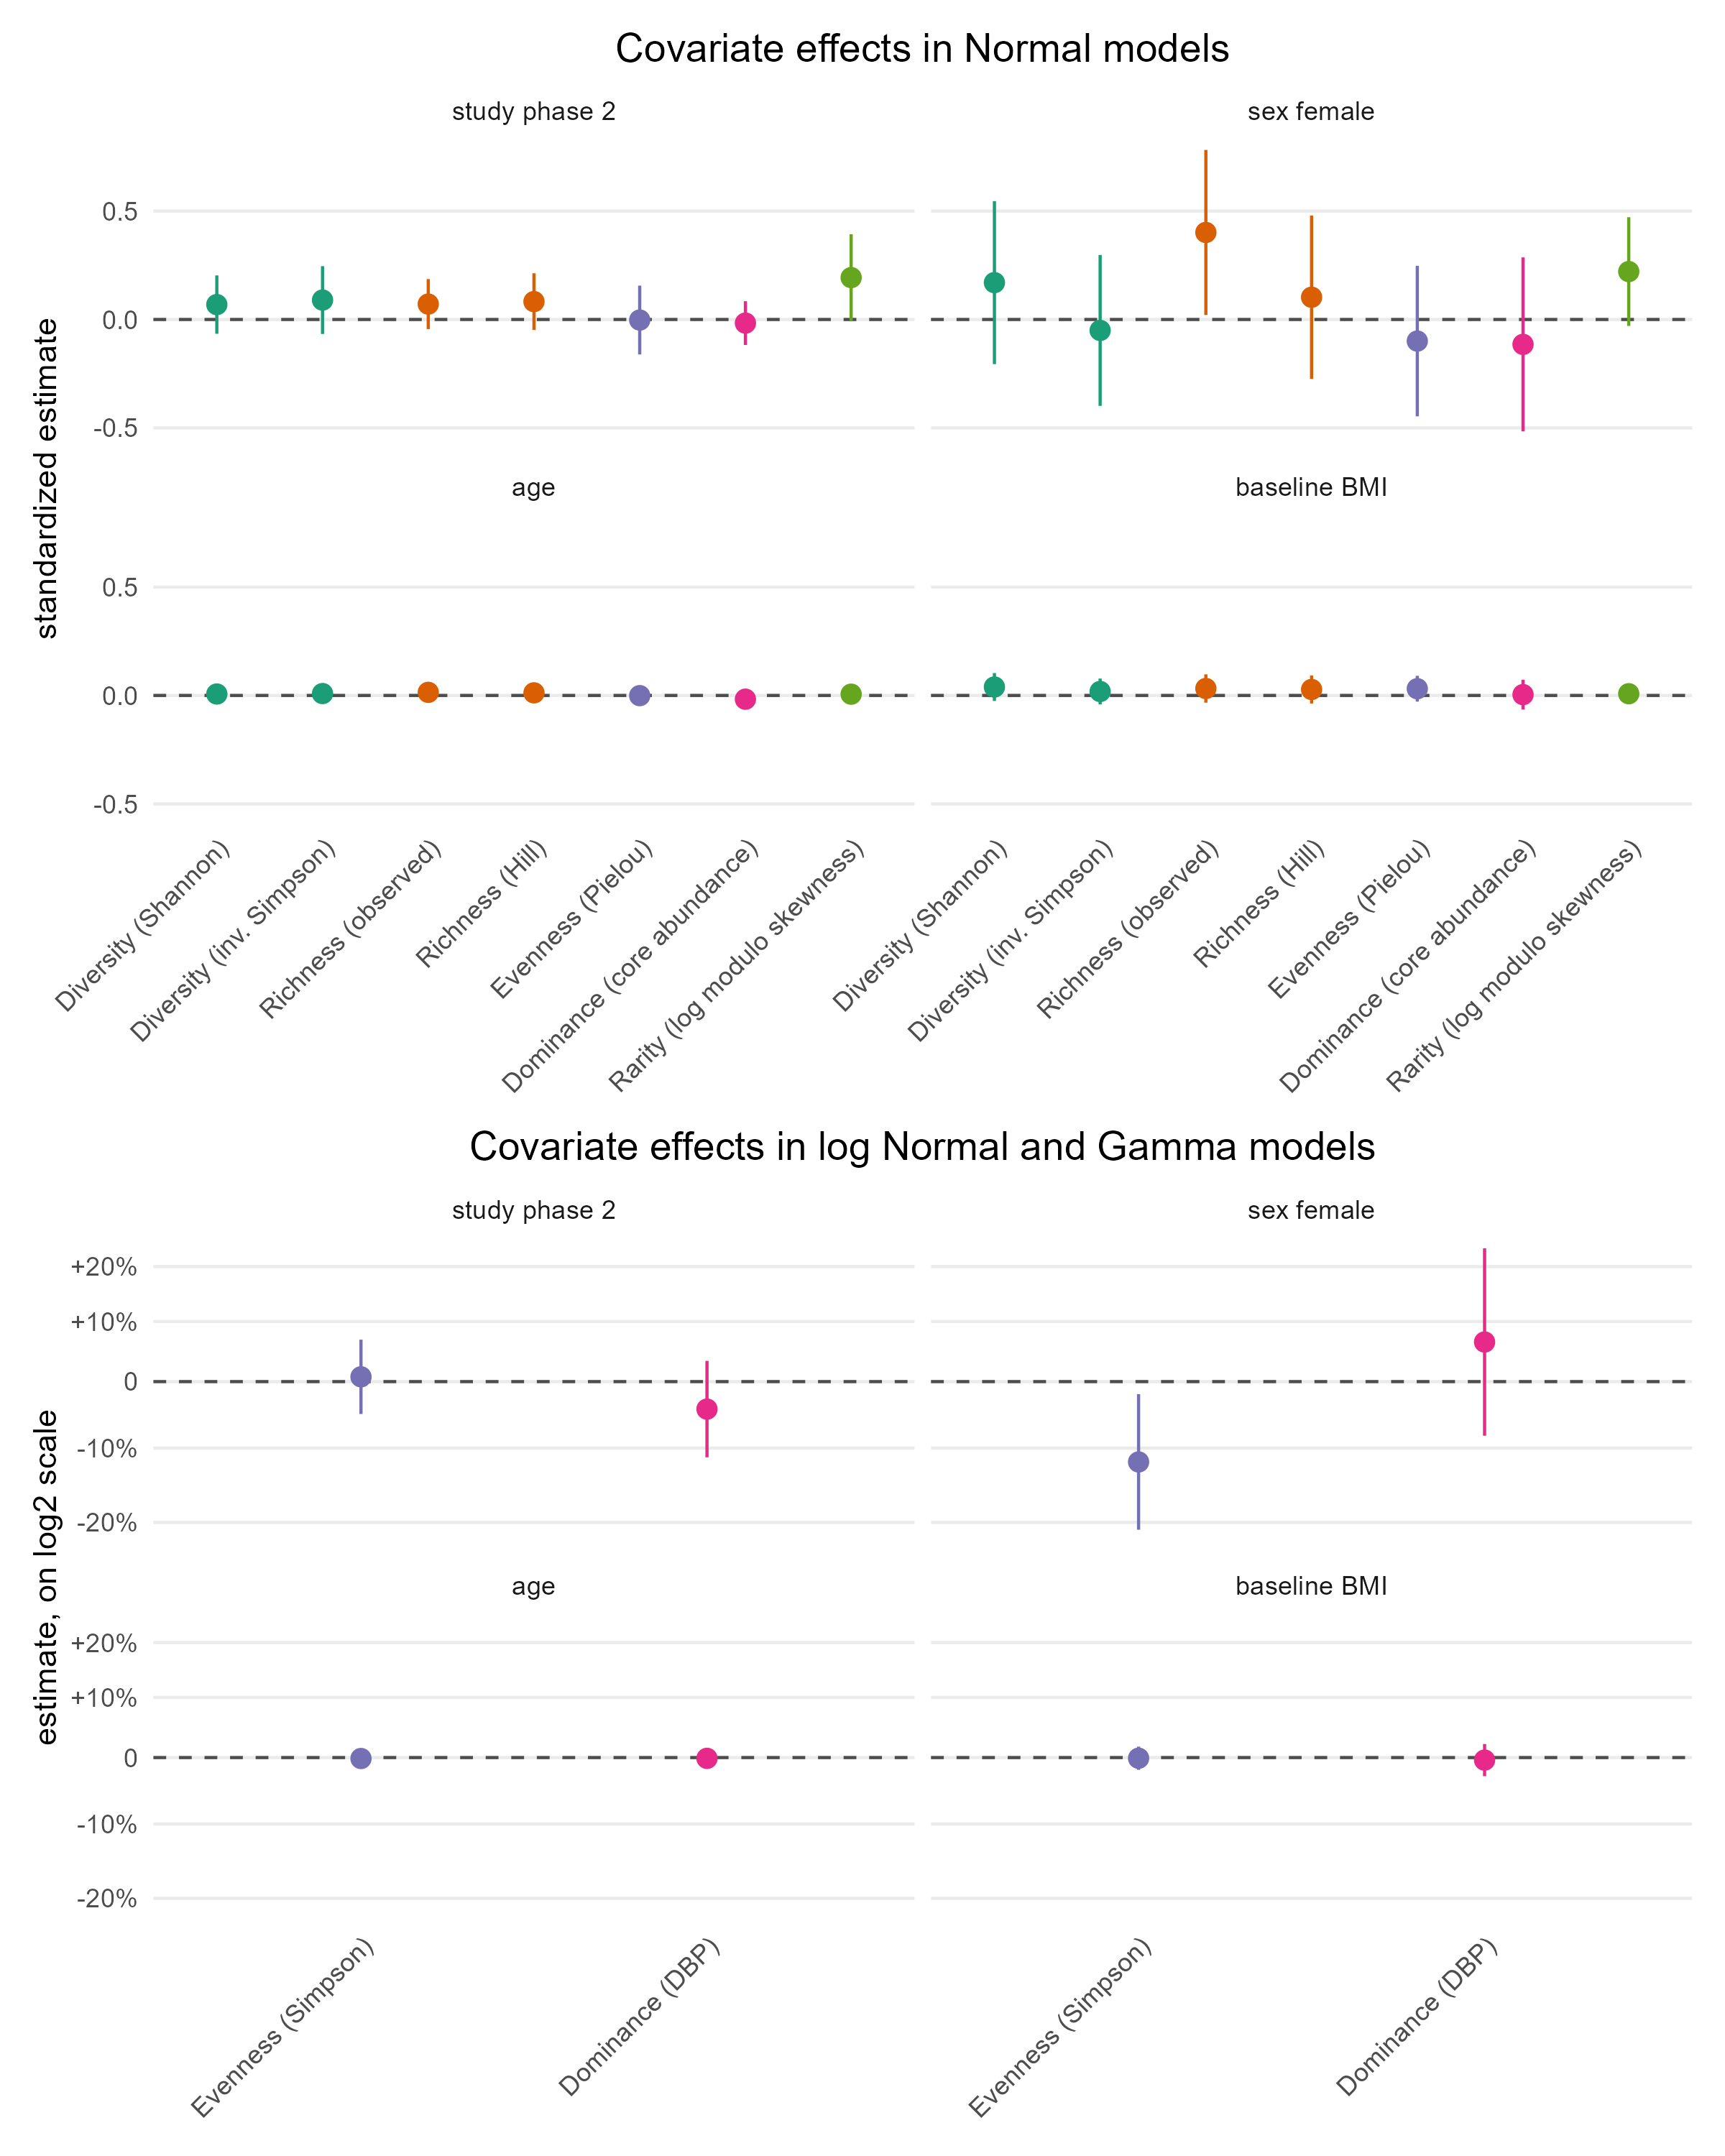 Covariate effects in Normal models
study phase 2
sex female
standardized estimate
0.5
0.0
-0.5
age
baseline BMI
0.5
0.0
-0.5
Diversity (Shannon)
Diversity (inv. Simpson)
Richness (observed)
Richness (Hill)
Evenness (Pielou)
Dominance (core abundance)
Rarity (log modulo skewness)
Diversity (Shannon)
Diversity (inv. Simpson)
Richness (observed)
Richness (Hill)
Evenness (Pielou)
Dominance (core abundance)
Rarity (log modulo skewness)
Covariate effects in log Normal and Gamma models
study phase 2
sex female
estimate, on log2 scale
+20%
+10%
0
-10%
-20%
age
baseline BMI
+20%
+10%
0
-10%
-20%
Evenness (Simpson)
Dominance (DBP)
Evenness (Simpson)
Dominance (DBP)